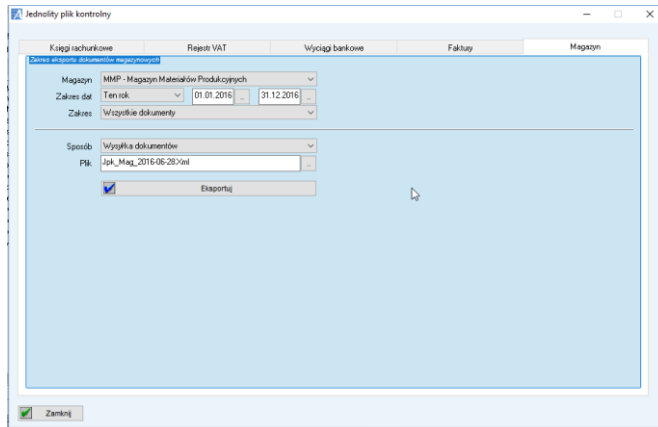 Jednolity plik kontrolny
Księgi rachunkowe Rejestr VAT Wyciągi bankowe Faktury Magazyn
Zakres eksportu dokumentów magazynowych
Magazyn MMP - Magazyn Materiałów Produkcyjnych
Zakres dat Ten rok 01.01.2016 ... 31.12.2016 ...
Zakres Wszystkie dokumenty
Sposób Wysyłka dokumentów
Plik Jpk_Mag_2016-06-28.Xml ...
Eksportuj
Zamknij